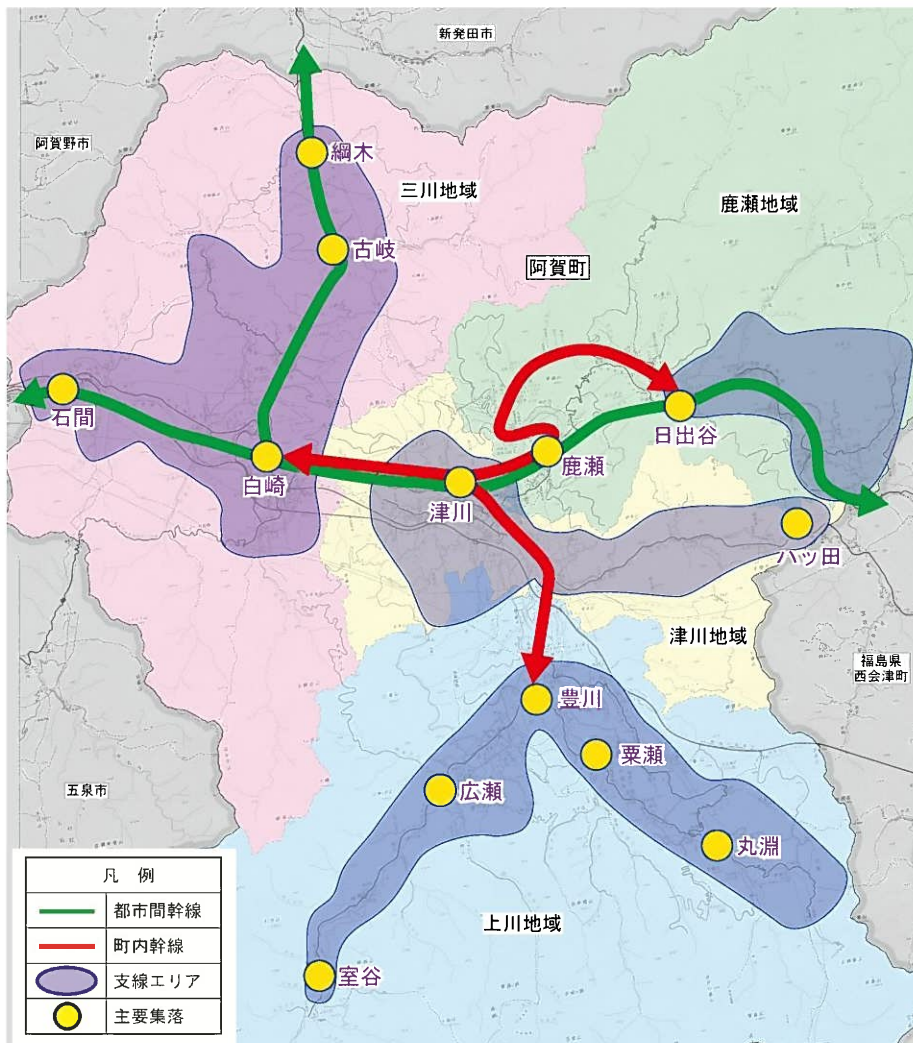 新発田市
阿賀野市
綱木
三川地域
鹿瀬地域
古岐
阿賀町
石間
日出谷
白崎
鹿瀬
津川
八ッ田
津川地域
福島県
西会津町
豊川
粟瀬
五泉市
広瀬
丸淵
上川地域
室谷
凡 例
都市間幹線
町内幹線
支線エリア
主要集落